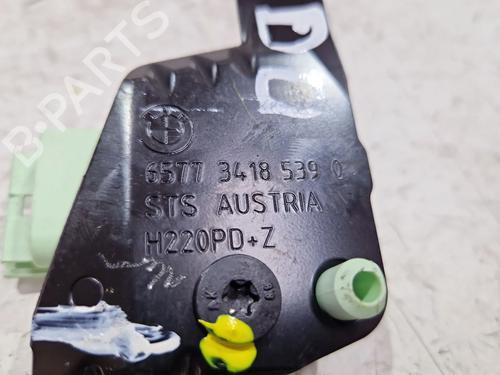 B-PARTS
D
6577 3418 539 0
STS AUSTRIA
H220PD+Z